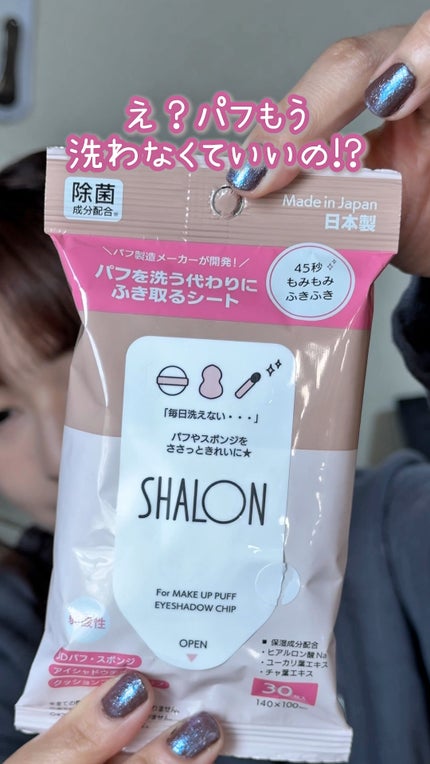 え？パフもう
洗わなくていいの!?
除菌
成分配合※
Made in Japan
日本製
＼パフ製造メーカーが開発！／
パフを洗う代わりに
ふき取るシート
45秒
もみもみ
ふきふき
「毎日洗えない・・・」
パフやスポンジを
ささっときれいに★
SHALON
For MAKE UP PUFF
EYESHADOW CHIP
OPEN
■ 保湿成分配合
・ヒアルロン酸Na
・ユーカリ葉エキス
・チャ葉エキス
パフ・スポンジ
アイシャドウ
クッション
30
140×100